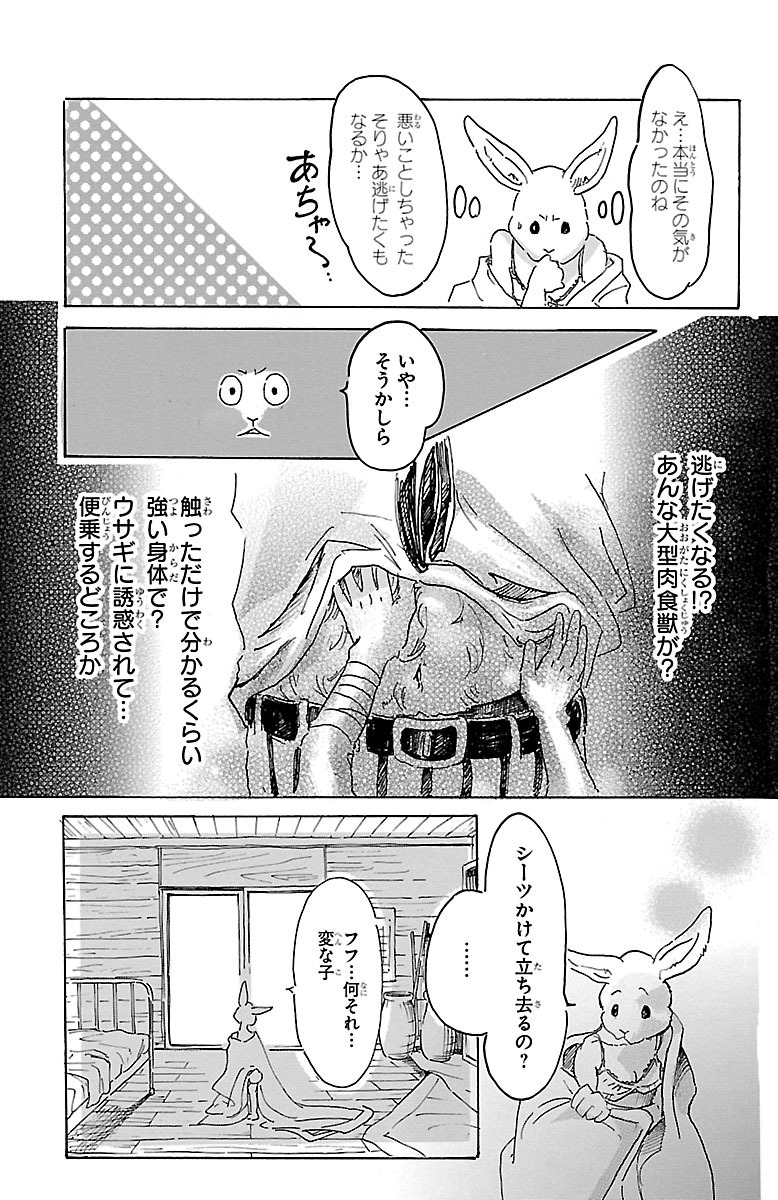 え…本当にその気が
なかったのね
悪いことしちゃった
そりゃあ逃げたくも
なるか…
あちゃ〜…
いや…
そうかしら
逃げたくなる!?
あんな大型肉食獣が?
触っただけで分かるくらい
強い身体で?
ウサギに誘惑されて…
便乗するどころか
シーツかけて立ち去るの?
……
フフ…何それ…
変な子